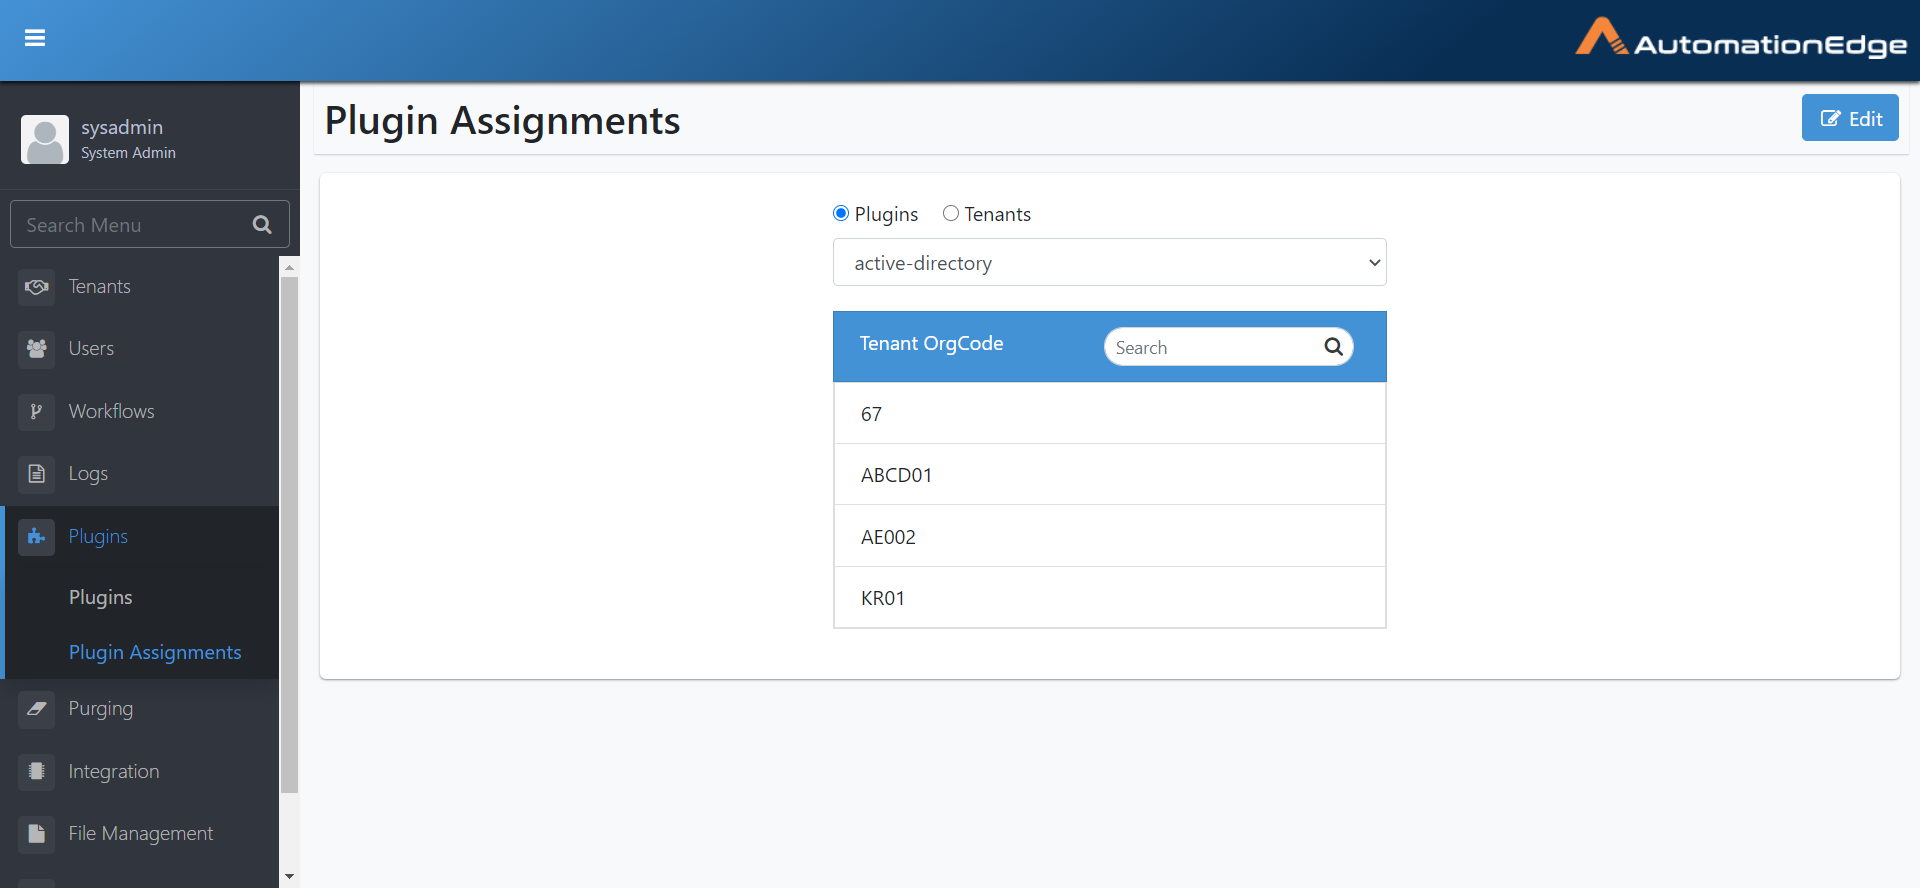 AutomationEdge
sysadmin
System Admin
Search Menu
Tenants
Users
Workflows
Logs
Plugins
Plugins
Plugin Assignments
Purging
Integration
File Management
Plugin Assignments
Edit
Plugins
Tenants
active-directory
Tenant OrgCode
Search
67
ABCD01
AE002
KR01